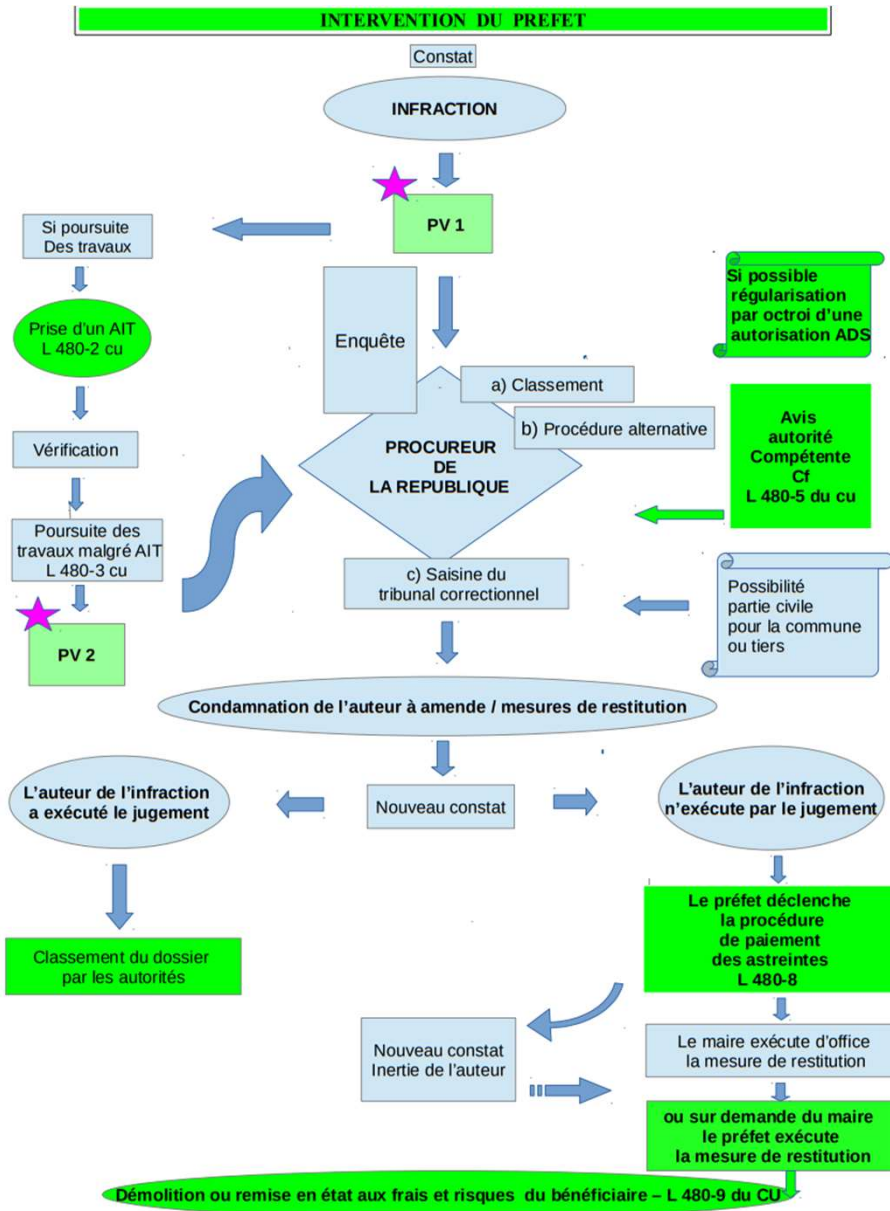 INTERVENTION DU PREFET
Constat
INFRACTION
PV 1
Si poursuite
Des travaux
Prise d'un AIT
L 480-2 cu
Vérification
Poursuite des
travaux malgré AIT
L 480-3 cu
PV 2
Enquête
a) Classement
b) Procédure alternative
PROCUREUR
DE
LA REPUBLIQUE
c) Saisine du
tribunal correctionnel
Si possible
régularisation
par octroi d'une
autorisation ADS
Avis
autorité
Compétente
Cf
L 480-5 du cu
Possibilité
partie civile
pour la commune
ou tiers
Condamnation de l'auteur à amende / mesures de restitution
Nouveau constat
L'auteur de l'infraction
a exécuté le jugement
Classement du dossier
par les autorités
L'auteur de l'infraction
n'exécute par le jugement
Le préfet déclenche
la procédure
de paiement
des astreintes
L 480-8
Nouveau constat
Inertie de l'auteur
Le maire exécute d'office
la mesure de restitution
ou sur demande du maire
le préfet exécute
la mesure de restitution
Démolition ou remise en état aux frais et risques du bénéficiaire – L 480-9 du CU